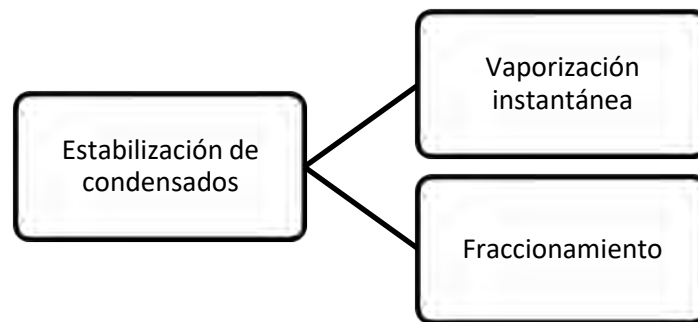 Vaporización
instantánea
Estabilización de
condensados
Fraccionamiento